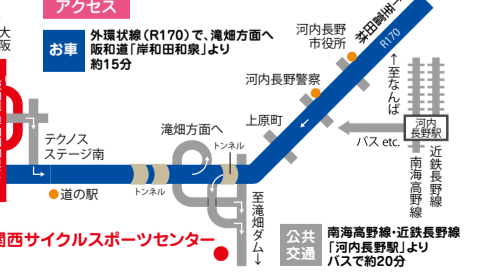 アクセス
お車
外環状線（R170）で、滝畑方面へ
阪和道「岸和田和泉」より
約15分
大阪
至富田林
R170
河内長野
市役所
河内長野警察
上原町
←至なんば
河内
長野駅
バス etc.
南海高野線
近鉄長野線
滝畑方面へ
トンネル
テクノス
ステージ南
道の駅
トンネル
至滝畑ダム→
関西サイクルスポーツセンター
公共
交通
南海高野線・近鉄長野線
「河内長野駅」より
バスで約20分